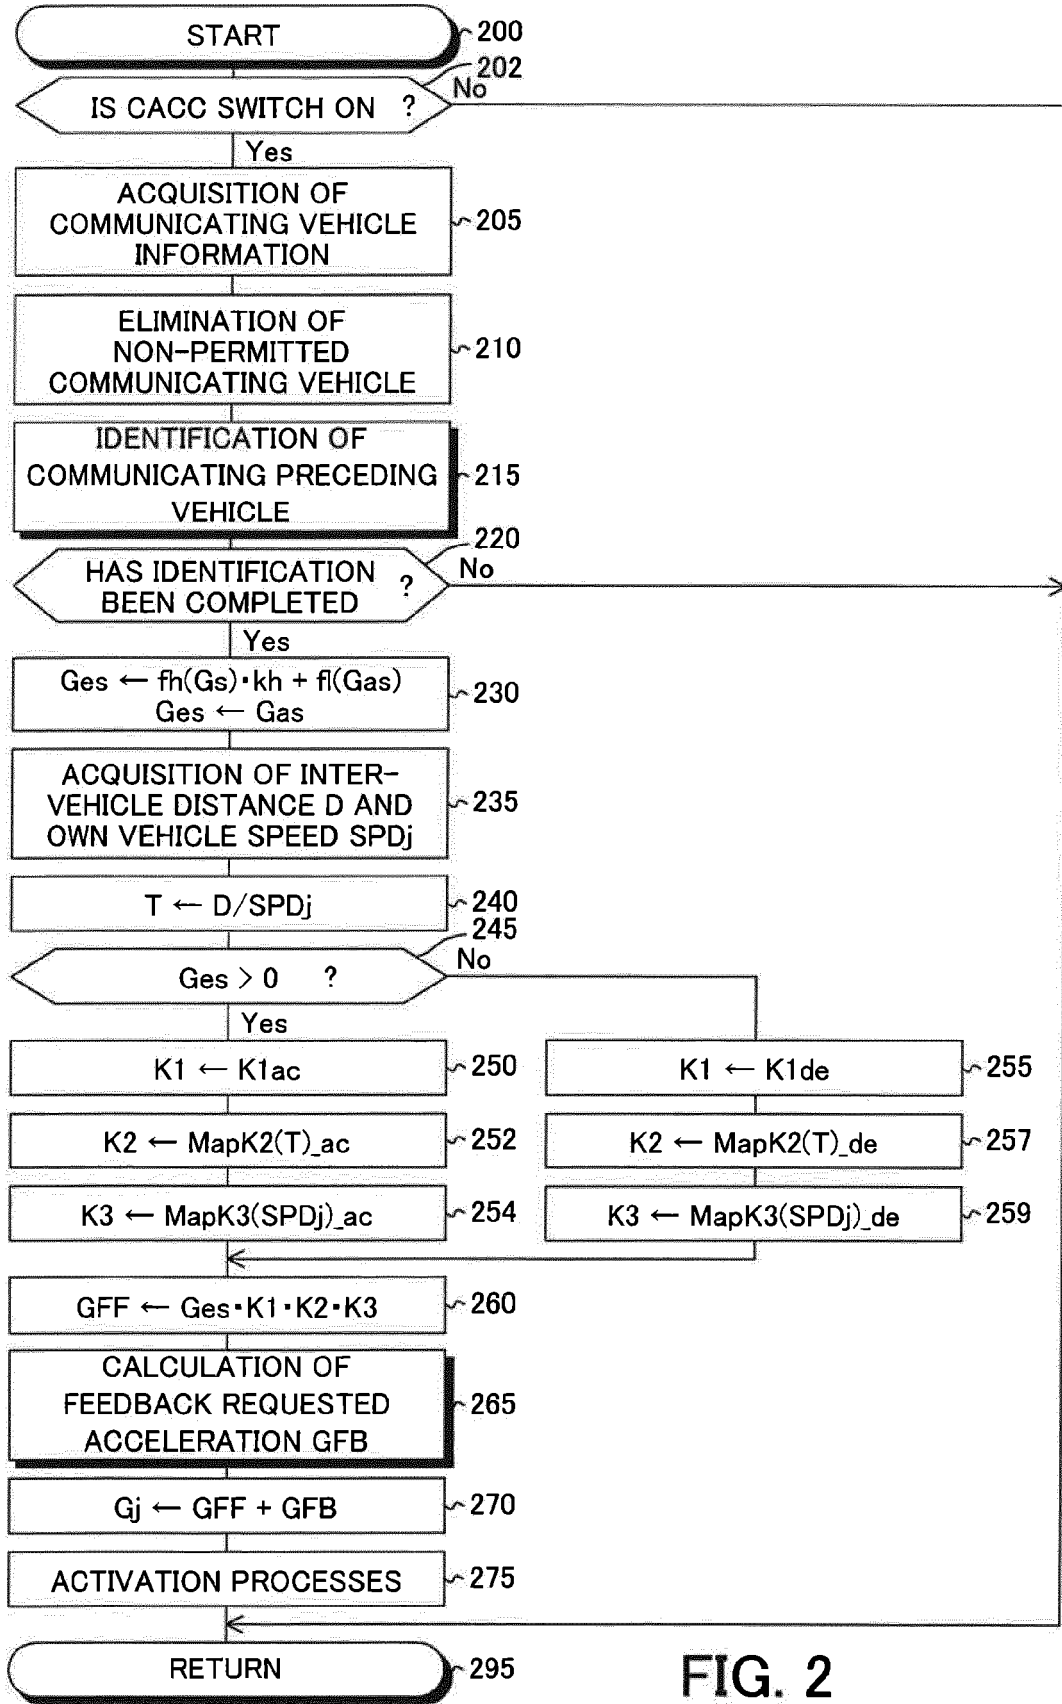 START
200
202
IS CACC SWITCH ON ?
No
Yes
ACQUISITION OF
COMMUNICATING VEHICLE
INFORMATION
205
ELIMINATION OF
NON-PERMITTED
COMMUNICATING VEHICLE
210
IDENTIFICATION OF
COMMUNICATING PRECEDING
VEHICLE
215
220
HAS IDENTIFICATION
BEEN COMPLETED ?
No
Yes
Ges ← fh(Gs)·kh + fl(Gas)
Ges ← Gas
230
ACQUISITION OF INTER-
VEHICLE DISTANCE D AND
OWN VEHICLE SPEED SPDj
235
T ← D/SPDj
240
245
Ges > 0 ?
No
Yes
K1 ← K1ac
250
K1 ← K1de
255
K2 ← MapK2(T)_ac
252
K2 ← MapK2(T)_de
257
K3 ← MapK3(SPDj)_ac
254
K3 ← MapK3(SPDj)_de
259
GFF ← Ges·K1·K2·K3
260
CALCULATION OF
FEEDBACK REQUESTED
ACCELERATION GFB
265
Gj ← GFF + GFB
270
ACTIVATION PROCESSES
275
RETURN
295
FIG. 2